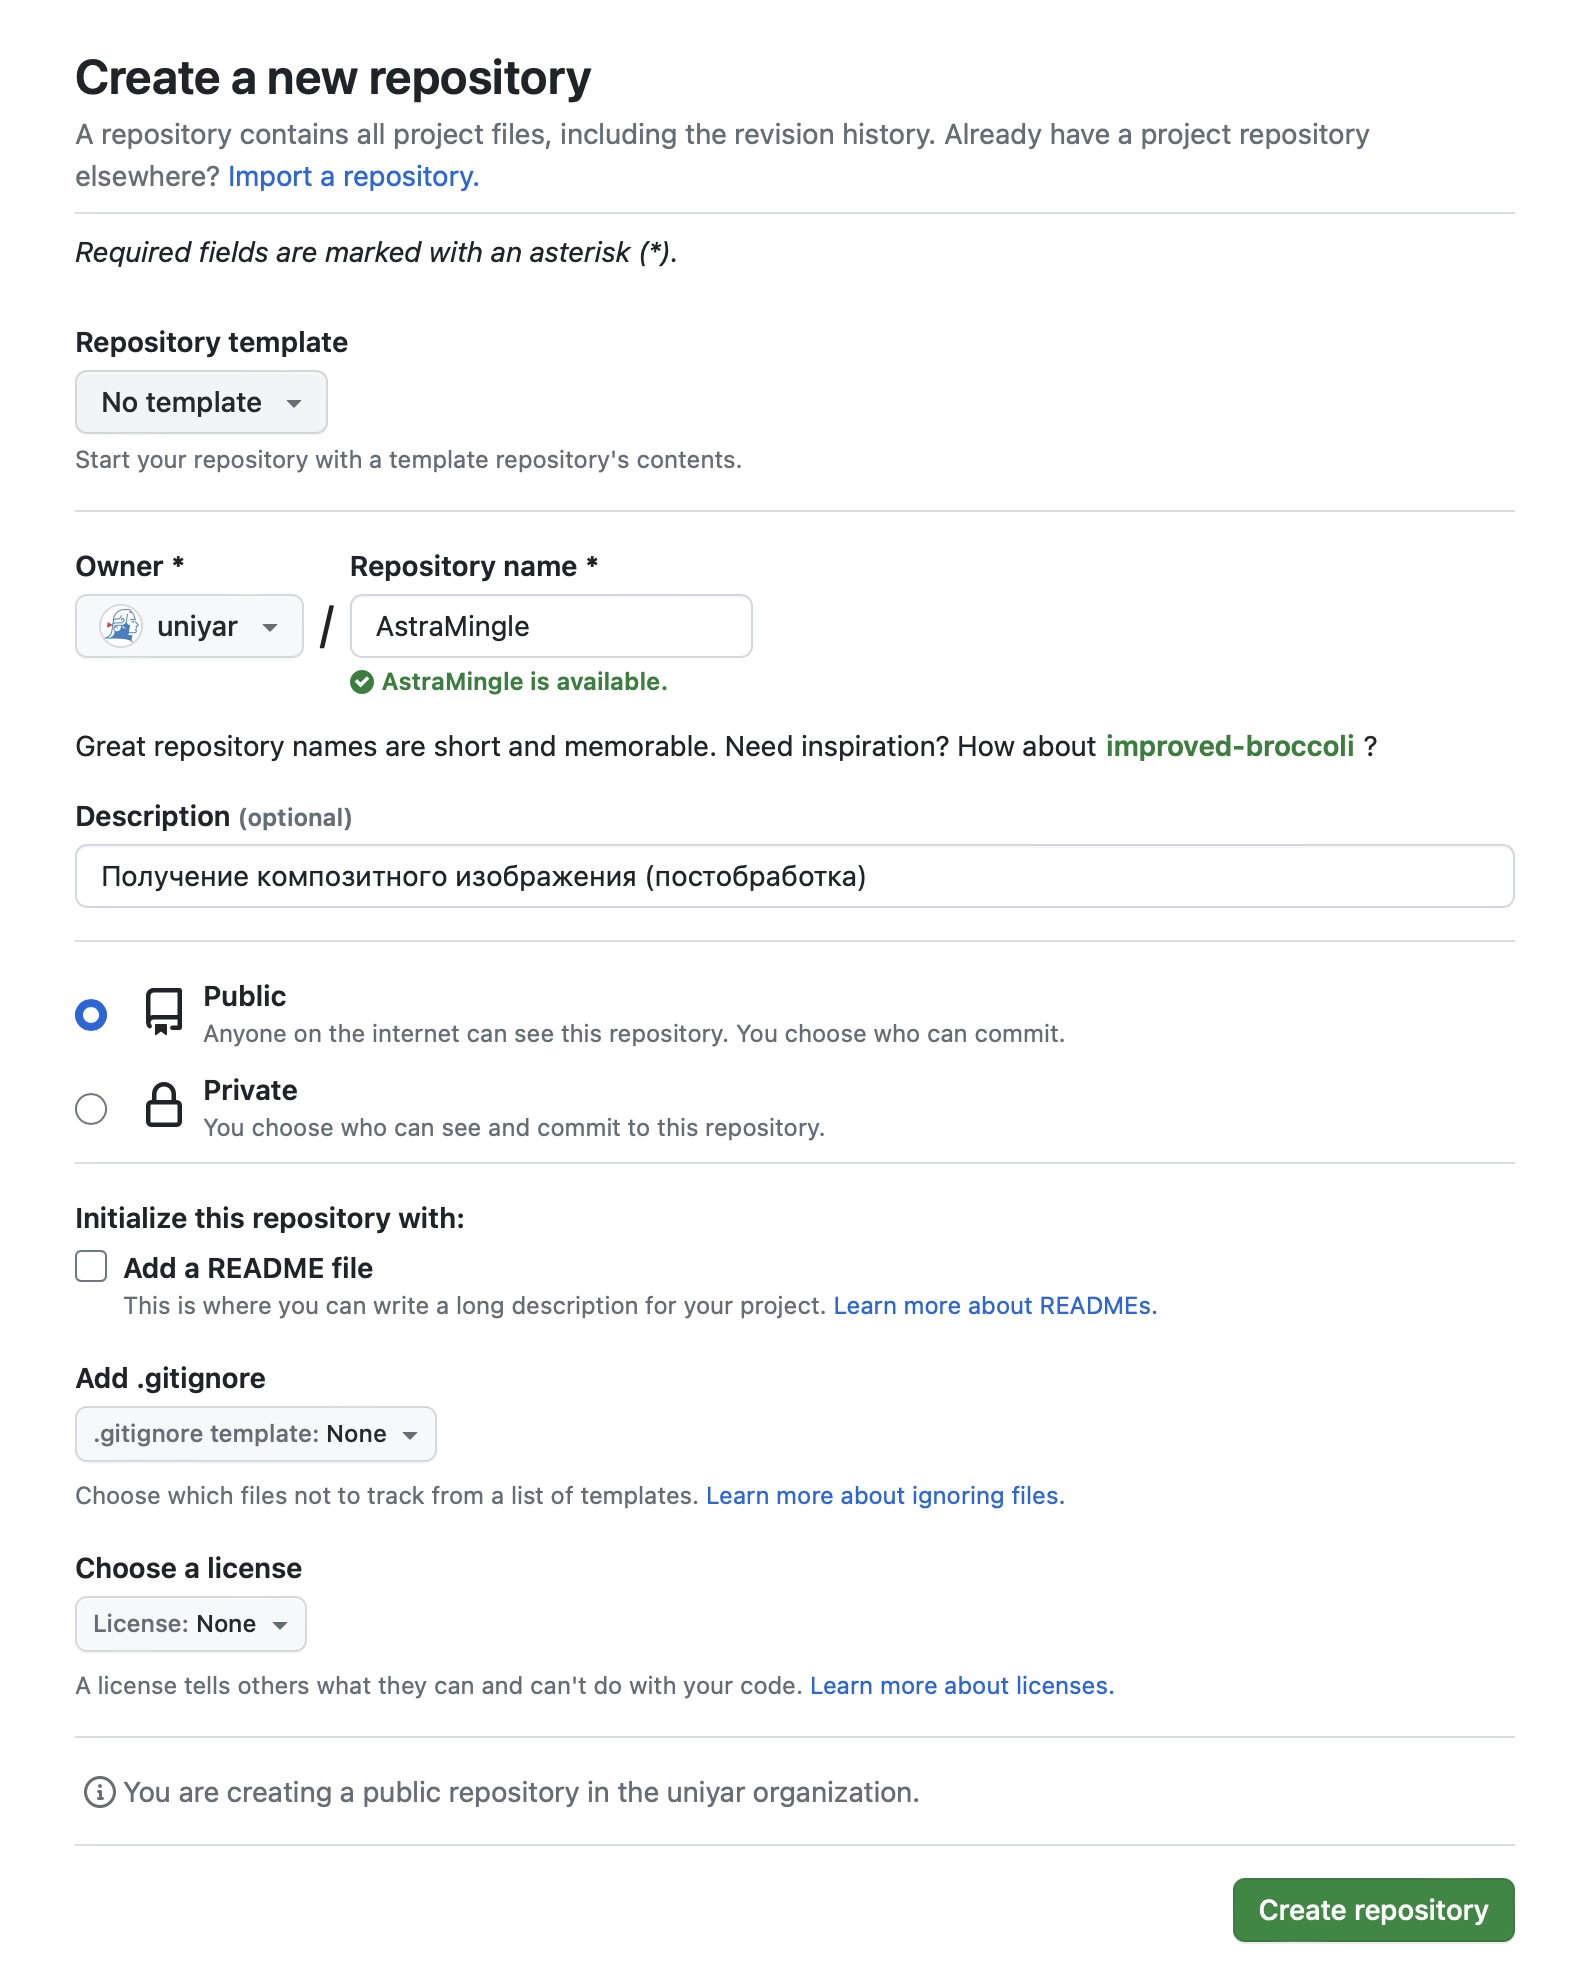 Create a new repository
A repository contains all project files, including the revision history. Already have a project repository
elsewhere? Import a repository.
Required fields are marked with an asterisk (*).
Repository template
No template
Start your repository with a template repository's contents.
Owner * Repository name *
uniyar / AstraMingle
AstraMingle is available.
Great repository names are short and memorable. Need inspiration? How about improved-broccoli ?
Description (optional)
Получение композитного изображения (постобработка)
Public
Anyone on the internet can see this repository. You choose who can commit.
Private
You choose who can see and commit to this repository.
Initialize this repository with:
Add a README file
This is where you can write a long description for your project. Learn more about READMEs.
Add .gitignore
.gitignore template: None
Choose which files not to track from a list of templates. Learn more about ignoring files.
Choose a license
License: None
A license tells others what they can and can't do with your code. Learn more about licenses.
You are creating a public repository in the uniyar organization.
Create repository